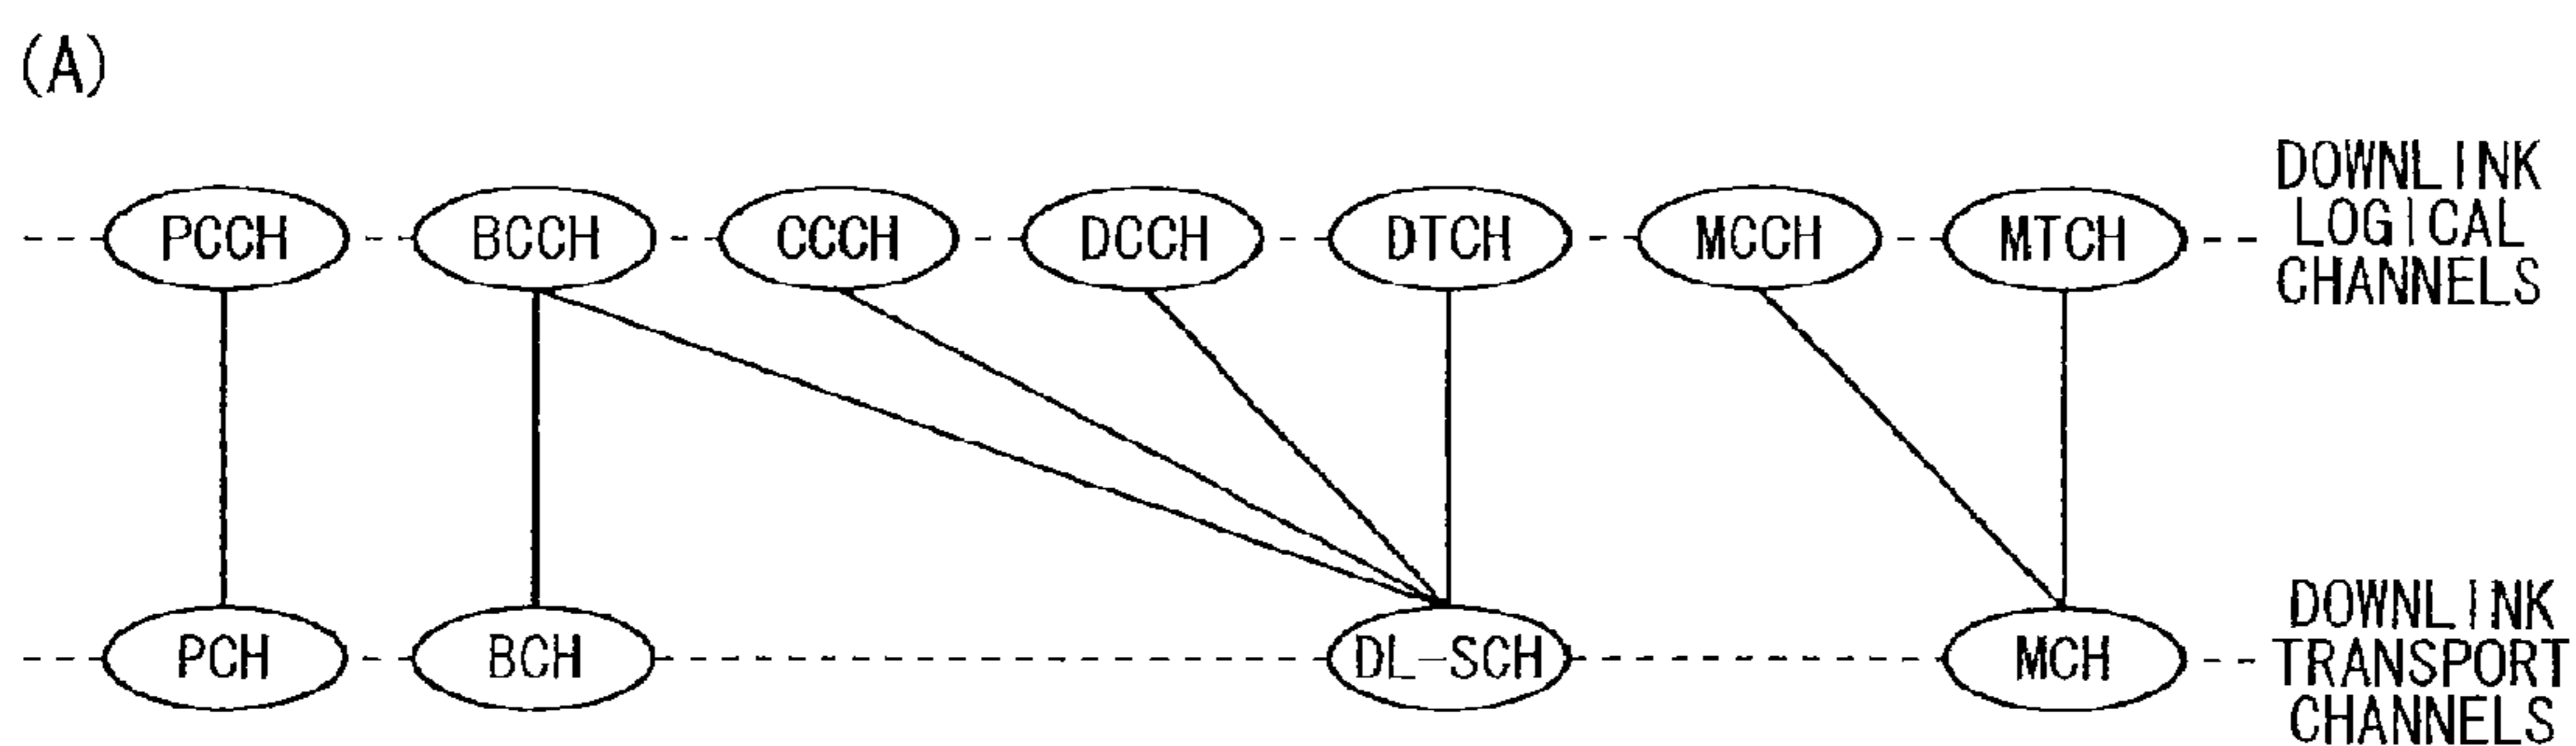 (A)
PCCH BCCH CCCH DCCH DTCH MCCH MTCH
DOWNLINK
LOGICAL
CHANNELS
PCH BCH DL-SCH MCH
DOWNLINK
TRANSPORT
CHANNELS